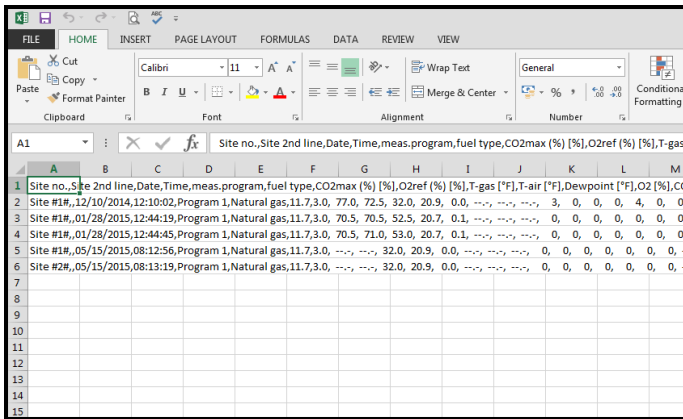 ABC
FILE HOME INSERT PAGE LAYOUT FORMULAS DATA REVIEW VIEW
Paste Cut Copy Format Painter
Calibri 11 A A
B I U A
Wrap Text
Merge & Center
General
$ % , .0 .00 .00 .0
Conditiona
Formatting
Clipboard Font Alignment Number
A1 fx Site no.,Site 2nd line,Date,Time,meas.program,fuel type,CO2max (%) [%],O2ref (%) [%],T-gas
A B C D E F G H I J K L M
1 Site no.,Site 2nd line,Date,Time,meas.program,fuel type,CO2max (%) [%],O2ref (%) [%],T-gas [°F],T-air [°F],Dewpoint [°F],O2 [%],CO
2 Site #1#,,12/10/2014,12:10:02,Program 1,Natural gas,11.7,3.0, 77.0, 72.5, 32.0, 20.9, 0.0, --.-, --.-, 3, 0, 0, 0, 4, 0, 0
3 Site #1#,,01/28/2015,12:44:19,Program 1,Natural gas,11.7,3.0, 70.5, 70.5, 52.5, 20.7, 0.1, --.-, --.-, 0, 0, 0, 0, 0, 0, 0
4 Site #1#,,01/28/2015,12:44:45,Program 1,Natural gas,11.7,3.0, 70.5, 71.0, 53.0, 20.7, 0.1, --.-, --.-, 0, 0, 0, 0, 0, 0, 0
5 Site #1#,,05/15/2015,08:12:56,Program 1,Natural gas,11.7,3.0, --.-, --.-, 32.0, 20.9, 0.0, --.-, --.-, 0, 0, 0, 0, 0, 0, 0, -
6 Site #2#,,05/15/2015,08:13:19,Program 1,Natural gas,11.7,3.0, --.-, --.-, 32.0, 20.9, 0.0, --.-, --.-, 0, 0, 0, 0, 0, 0, 0, -
7
8
9
10
11
12
13
14
15